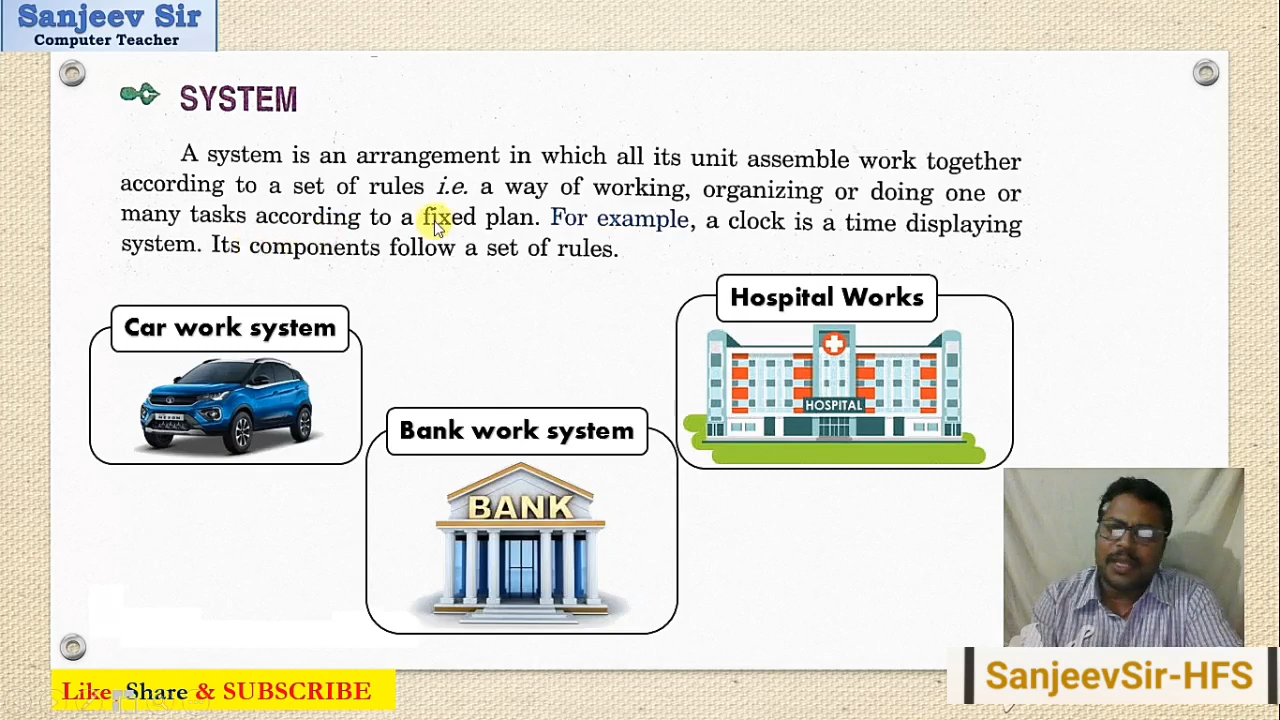 Sanjeev Sir
Computer Teacher
SYSTEM
A system is an arrangement in which all its unit assemble work together
according to a set of rules i.e. a way of working, organizing or doing one or
many tasks according to a fixed plan. For example, a clock is a time displaying
system. Its components follow a set of rules.
Car work system
Bank work system
BANK
Hospital Works
HOSPITAL
Like, Share & SUBSCRIBE
SanjeevSir-HFS